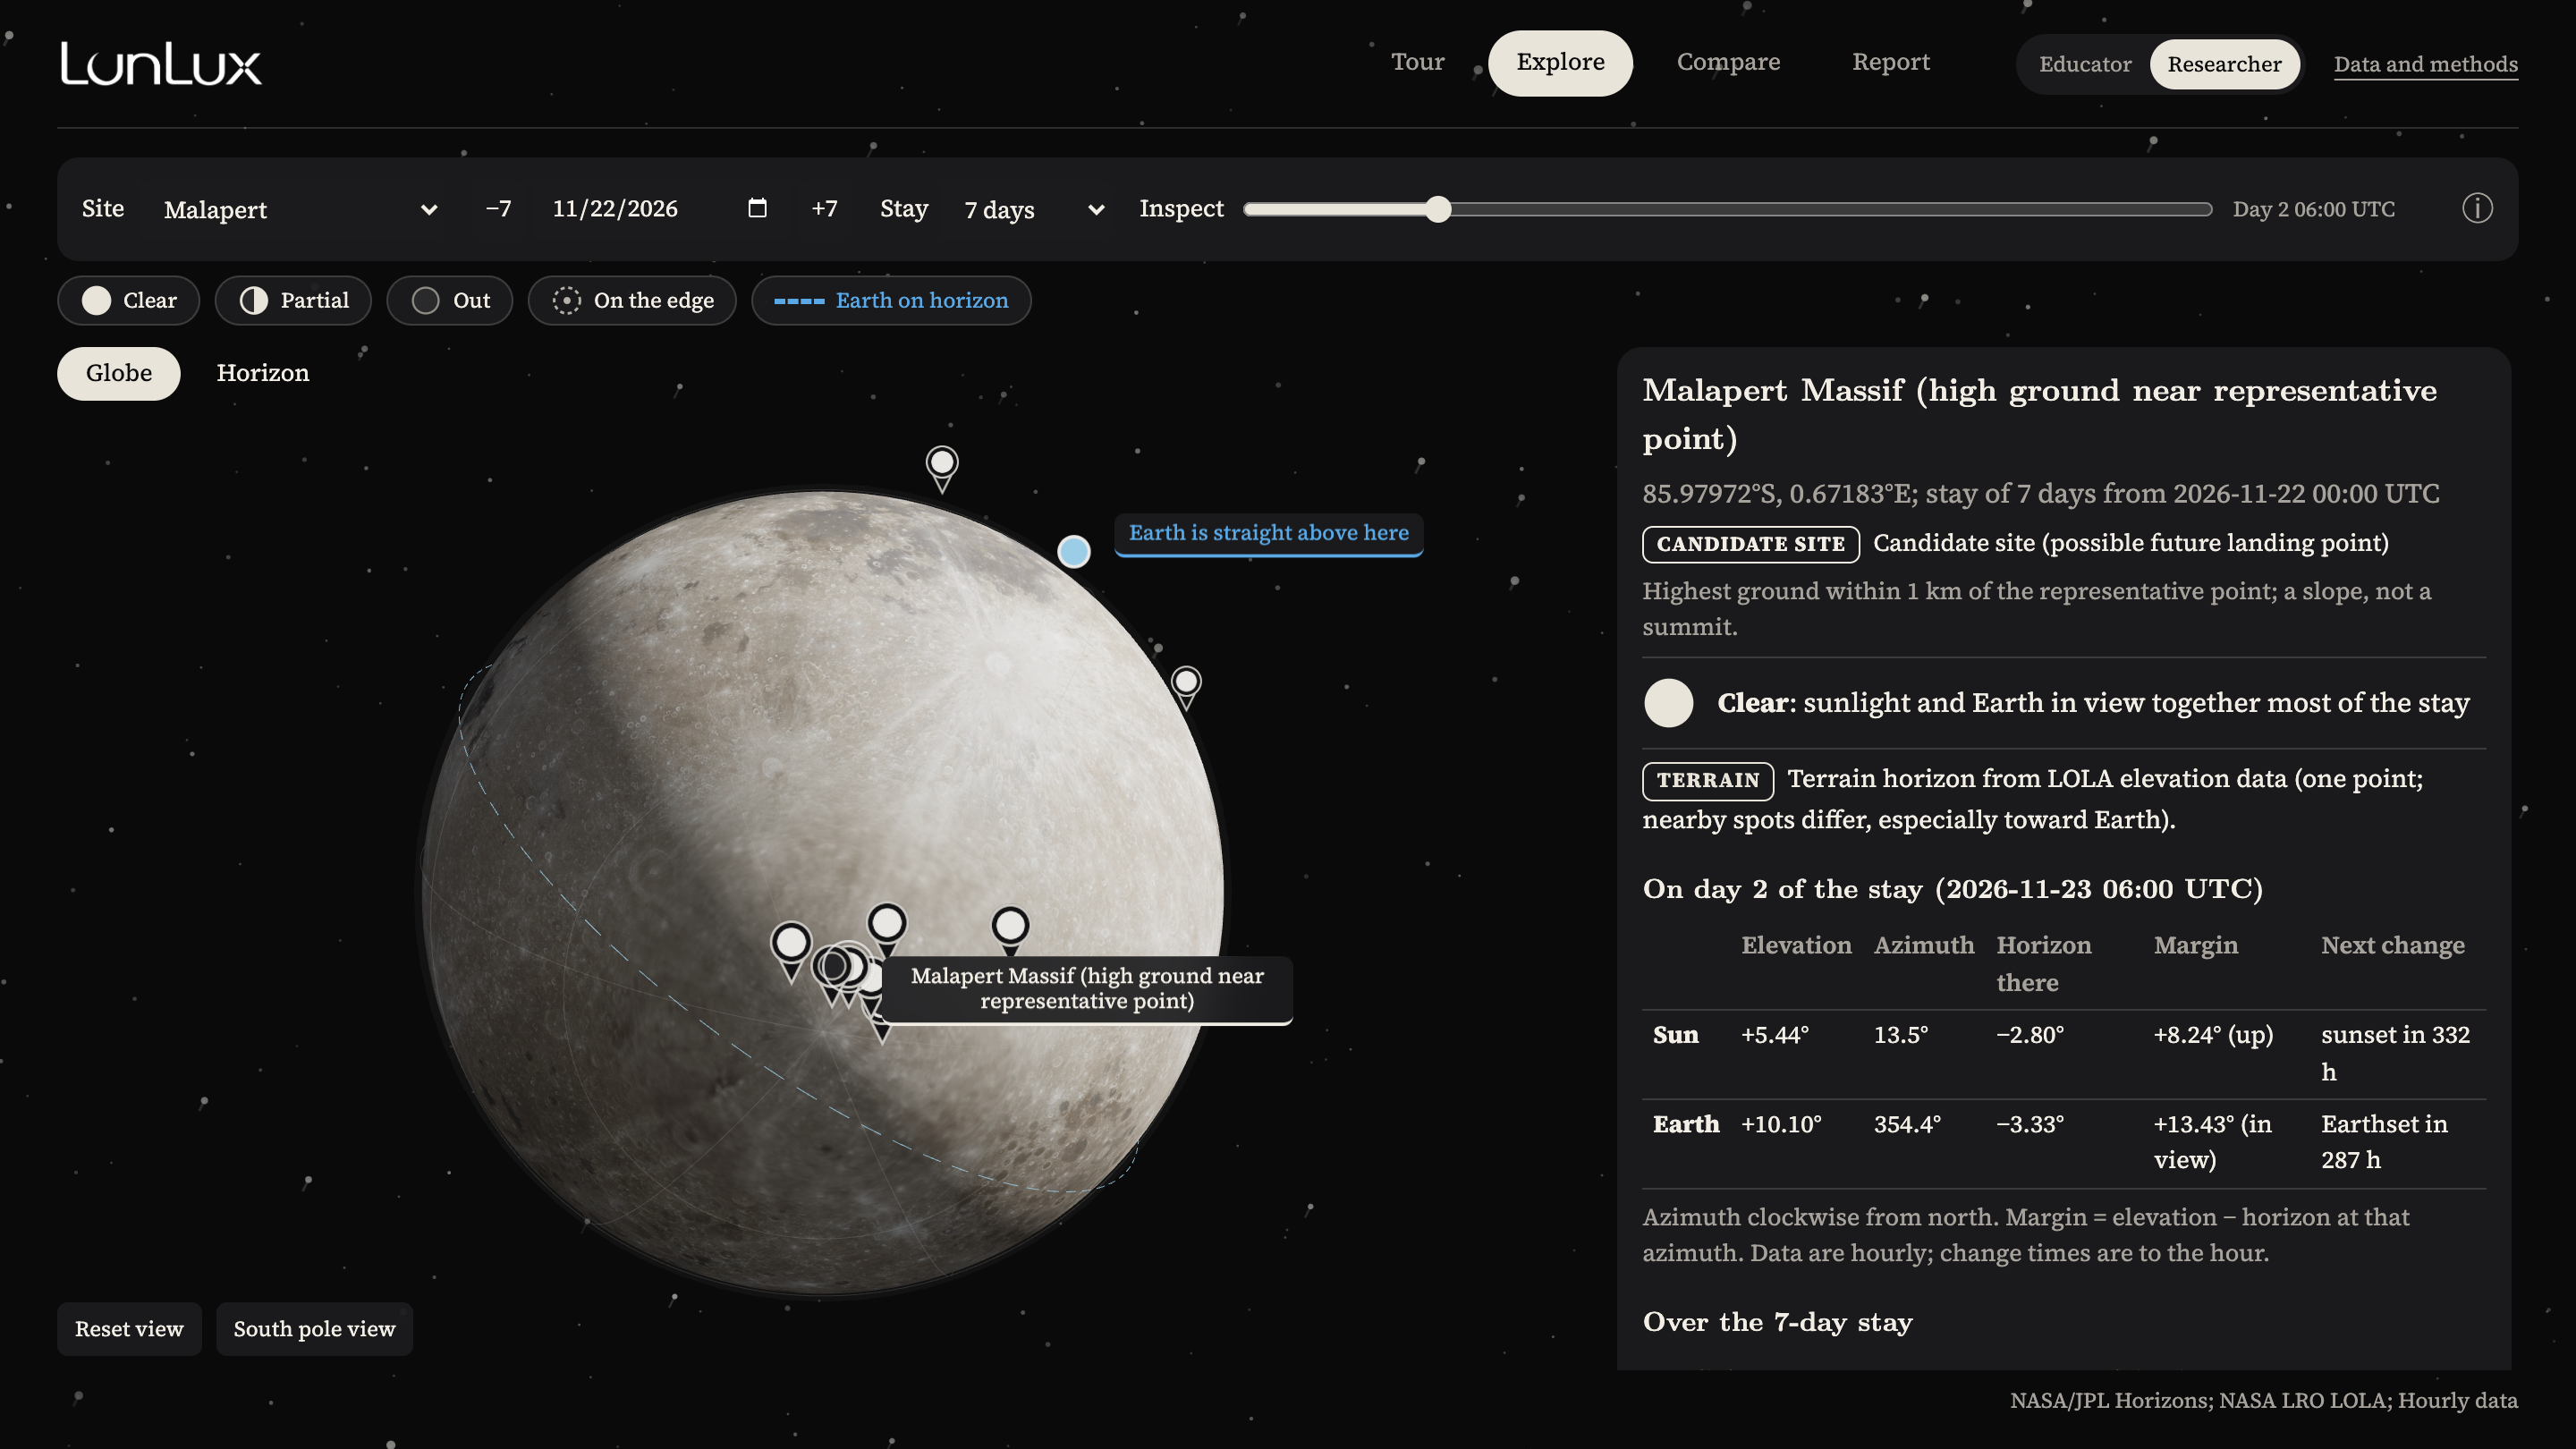 LunLux
Tour Explore Compare Report Educator Researcher Data and methods
Site Malapert −7 11/22/2026 +7 Stay 7 days Inspect Day 2 06:00 UTC
Clear Partial Out On the edge Earth on horizon
Globe Horizon
Earth is straight above here
Malapert Massif (high ground near
representative point)
Reset view South pole view
Malapert Massif (high ground near representative
point)
85.97972°S, 0.67183°E; stay of 7 days from 2026-11-22 00:00 UTC
CANDIDATE SITE Candidate site (possible future landing point)
Highest ground within 1 km of the representative point; a slope, not a
summit.
Clear: sunlight and Earth in view together most of the stay
TERRAIN Terrain horizon from LOLA elevation data (one point;
nearby spots differ, especially toward Earth).
On day 2 of the stay (2026-11-23 06:00 UTC)
Elevation Azimuth Horizon Margin Next change
there
Sun +5.44° 13.5° −2.80° +8.24° (up) sunset in 332
h
Earth +10.10° 354.4° −3.33° +13.43° (in Earthset in
view) 287 h
Azimuth clockwise from north. Margin = elevation − horizon at that
azimuth. Data are hourly; change times are to the hour.
Over the 7-day stay
NASA/JPL Horizons; NASA LRO LOLA; Hourly data